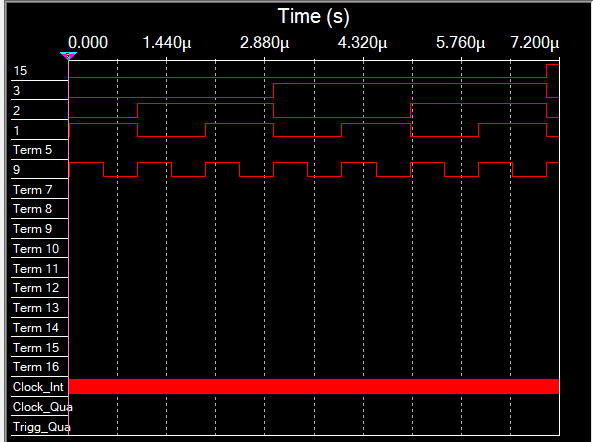 Time (s)
0.000 1.440µ 2.880µ 4.320µ 5.760µ 7.200µ
15
3
2
1
Term 5
9
Term 7
Term 8
Term 9
Term 10
Term 11
Term 12
Term 13
Term 14
Term 15
Term 16
Clock_Int
Clock_Qua
Trigg_Qua